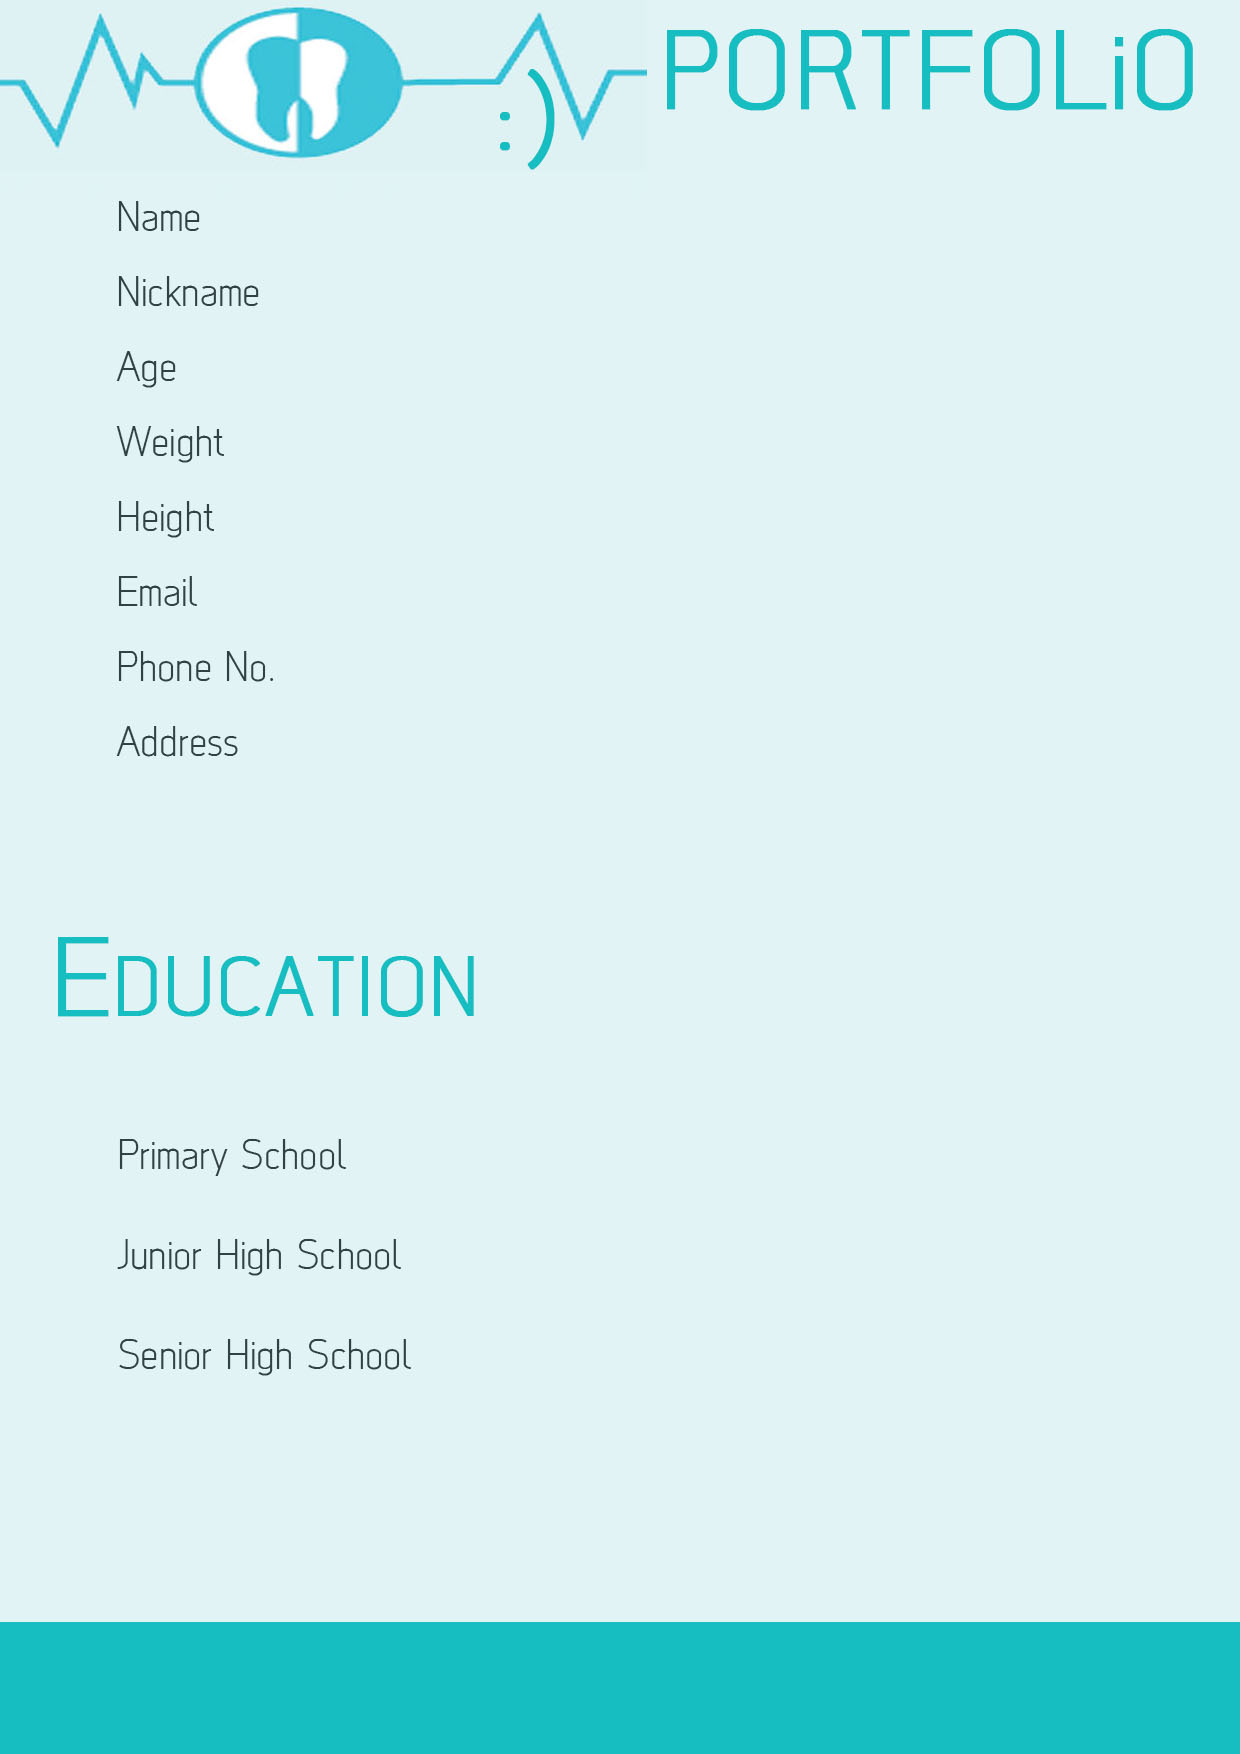 PORTFOLiO
:)
Name
Nickname
Age
Weight
Height
Email
Phone No.
Address
EDUCATION
Primary School
Junior High School
Senior High School